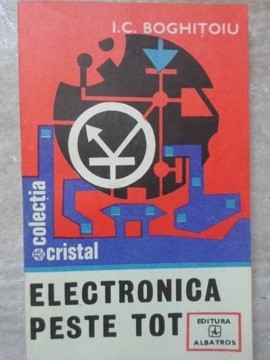 I.C. BOGHIȚOIU
colecția
cristal
ELECTRONICA
PESTE TOT
EDITURA
ALBATROS